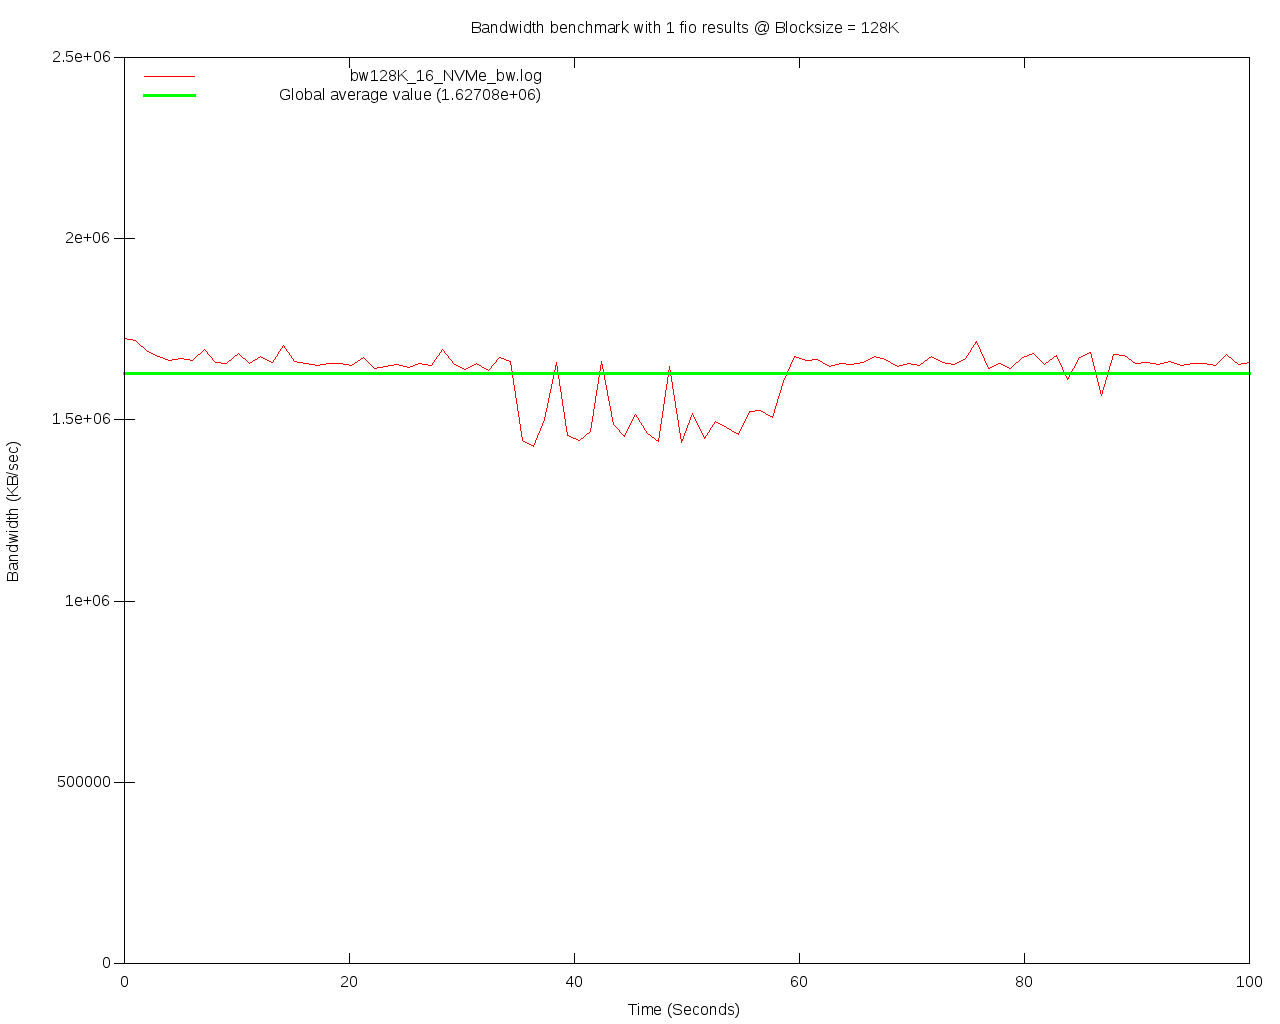 Bandwidth benchmark with 1 fio results @ Blocksize = 128K
bw128K_16_NVMe_bw.log
Global average value (1.62708e+06)
2.5e+06
2e+06
1.5e+06
1e+06
500000
0
Bandwidth (KB/sec)
0 20 40 60 80 100
Time (Seconds)